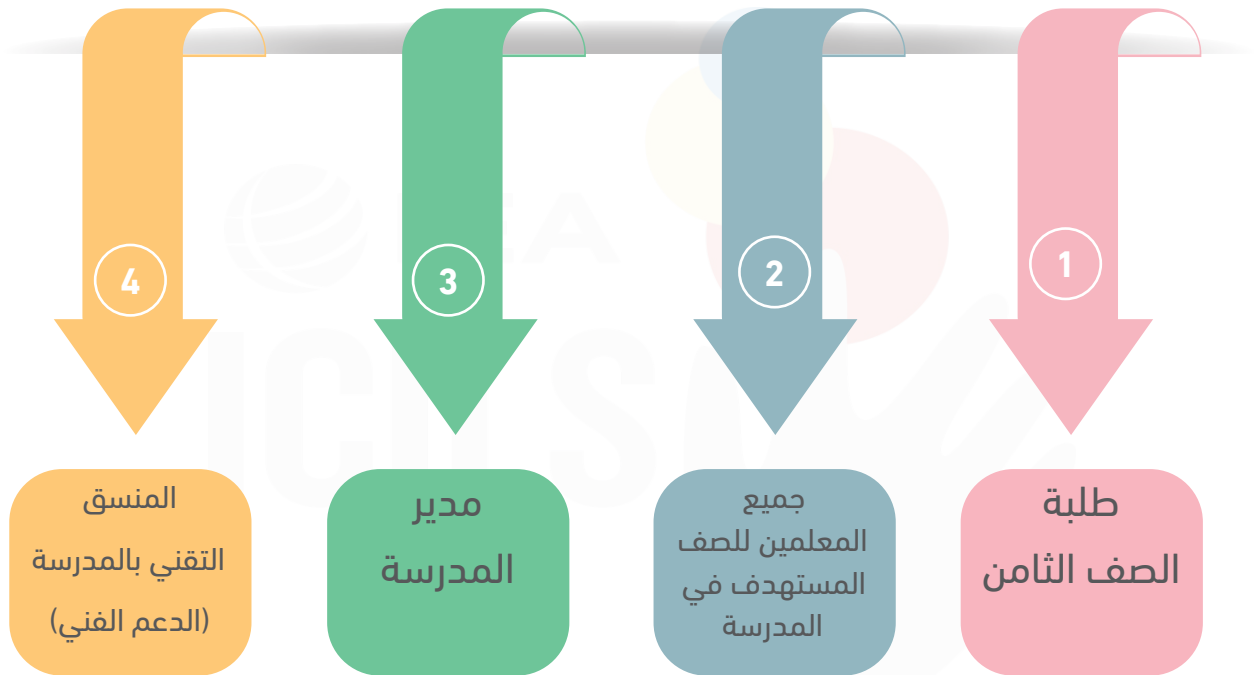 1
طلبة
الصف الثامن
2
جميع
المعلمين للصف
المستهدف في
المدرسة
3
مدير
المدرسة
4
المنسق
التقني بالمدرسة
(الدعم الفني)